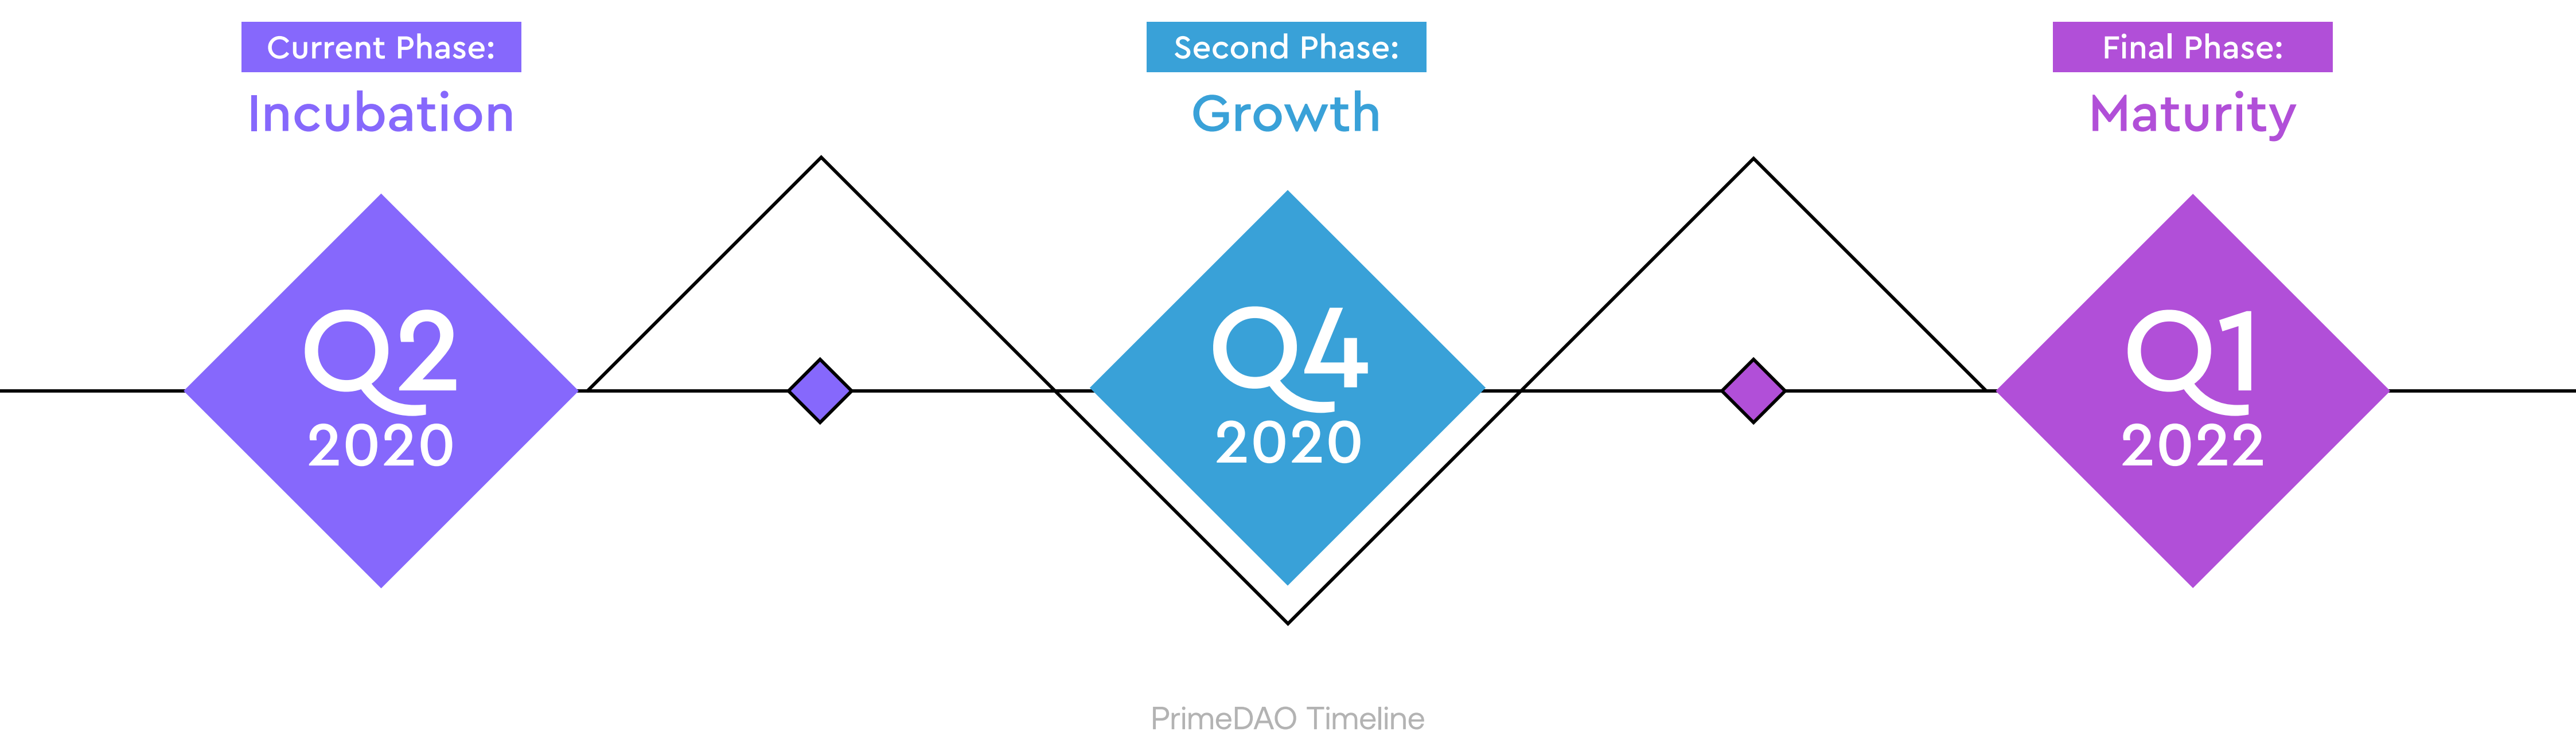 Current Phase:
Incubation
Q2
2020
Second Phase:
Growth
Q4
2020
Final Phase:
Maturity
Q1
2022
PrimeDAO Timeline